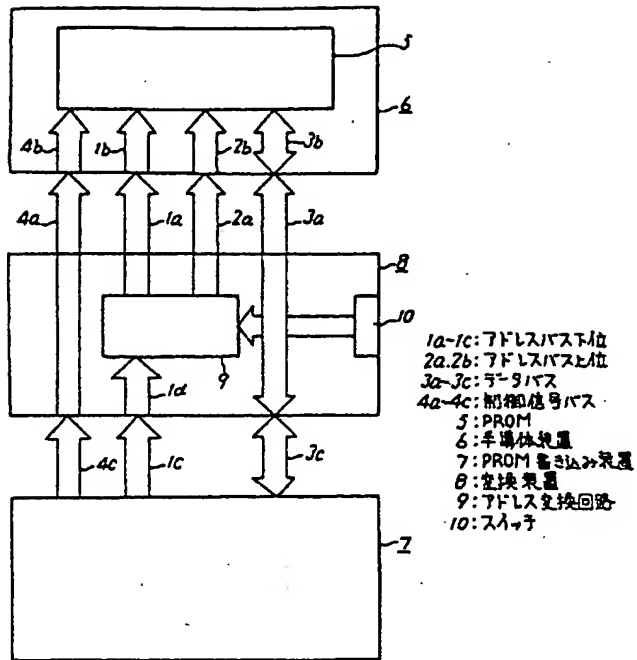 5
6
4b
1b
2b
3b
4a
1a
2a
3a
8
10
9
1d
4c
1c
3c
7
1a~1c:アドレスバス下位
2a.2b:アドレスバス上位
3a~3c:データバス
4a~4c:制御信号バス
5:PROM
6:半導体装置
7:PROM書き込み装置
8:変換装置
9:アドレス変換回路
10:スイッチ